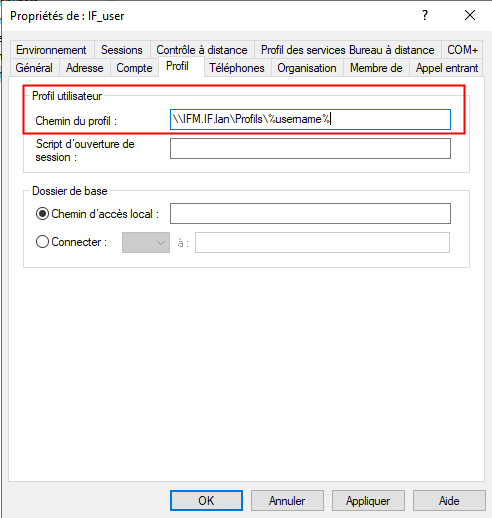 Propriétés de : IF_user
?
Environnement Sessions Contrôle à distance Profil des services Bureau à distance COM+
Général Adresse Compte Profil Téléphones Organisation Membre de Appel entrant
Profil utilisateur
Chemin du profil : \\IFM.IF.lan\Profils\%username%
Script d'ouverture de
session :
Dossier de base
Chemin d'accès local :
Connecter : à :
OK Annuler Appliquer Aide